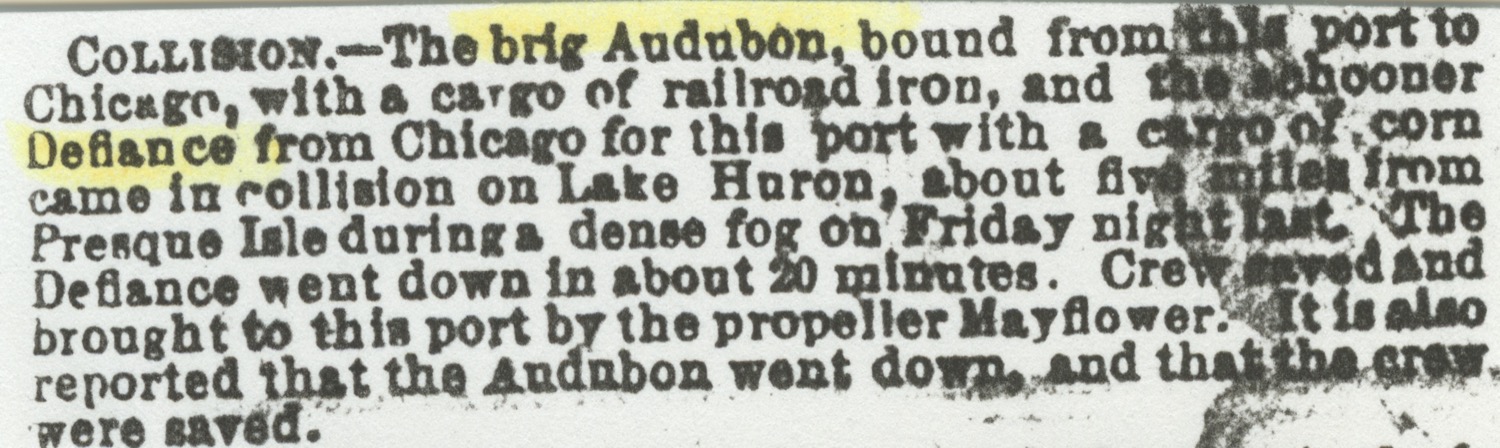 COLLISION.—The brig Audubon, bound from this port to
Chicago, with a cargo of railroad iron, and the schooner
Defiance from Chicago for this port with a cargo of corn
came in collision on Lake Huron, about five miles from
Presque Isle during a dense fog on Friday night last. The
Defiance went down in about 20 minutes. Crew saved and
brought to this port by the propeller Mayflower. It is also
reported that the Audubon went down, and that the crew
were saved.